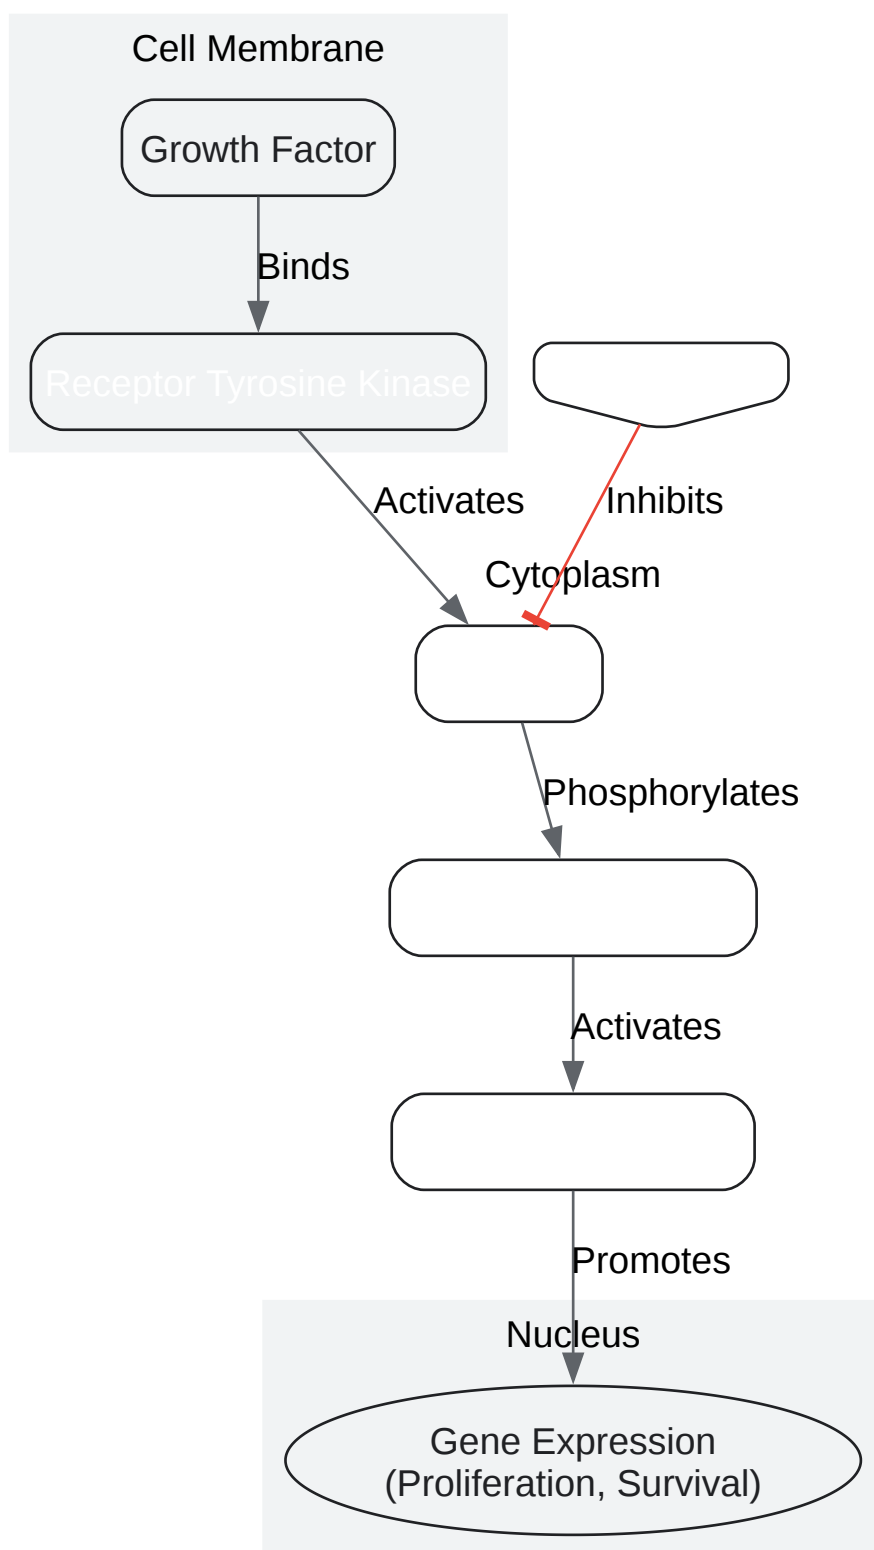 Cell Membrane
Growth Factor
Binds
Receptor Tyrosine Kinase
Activates
Inhibits
Cytoplasm
Phosphorylates
Activates
Promotes
Nucleus
Gene Expression
(Proliferation, Survival)